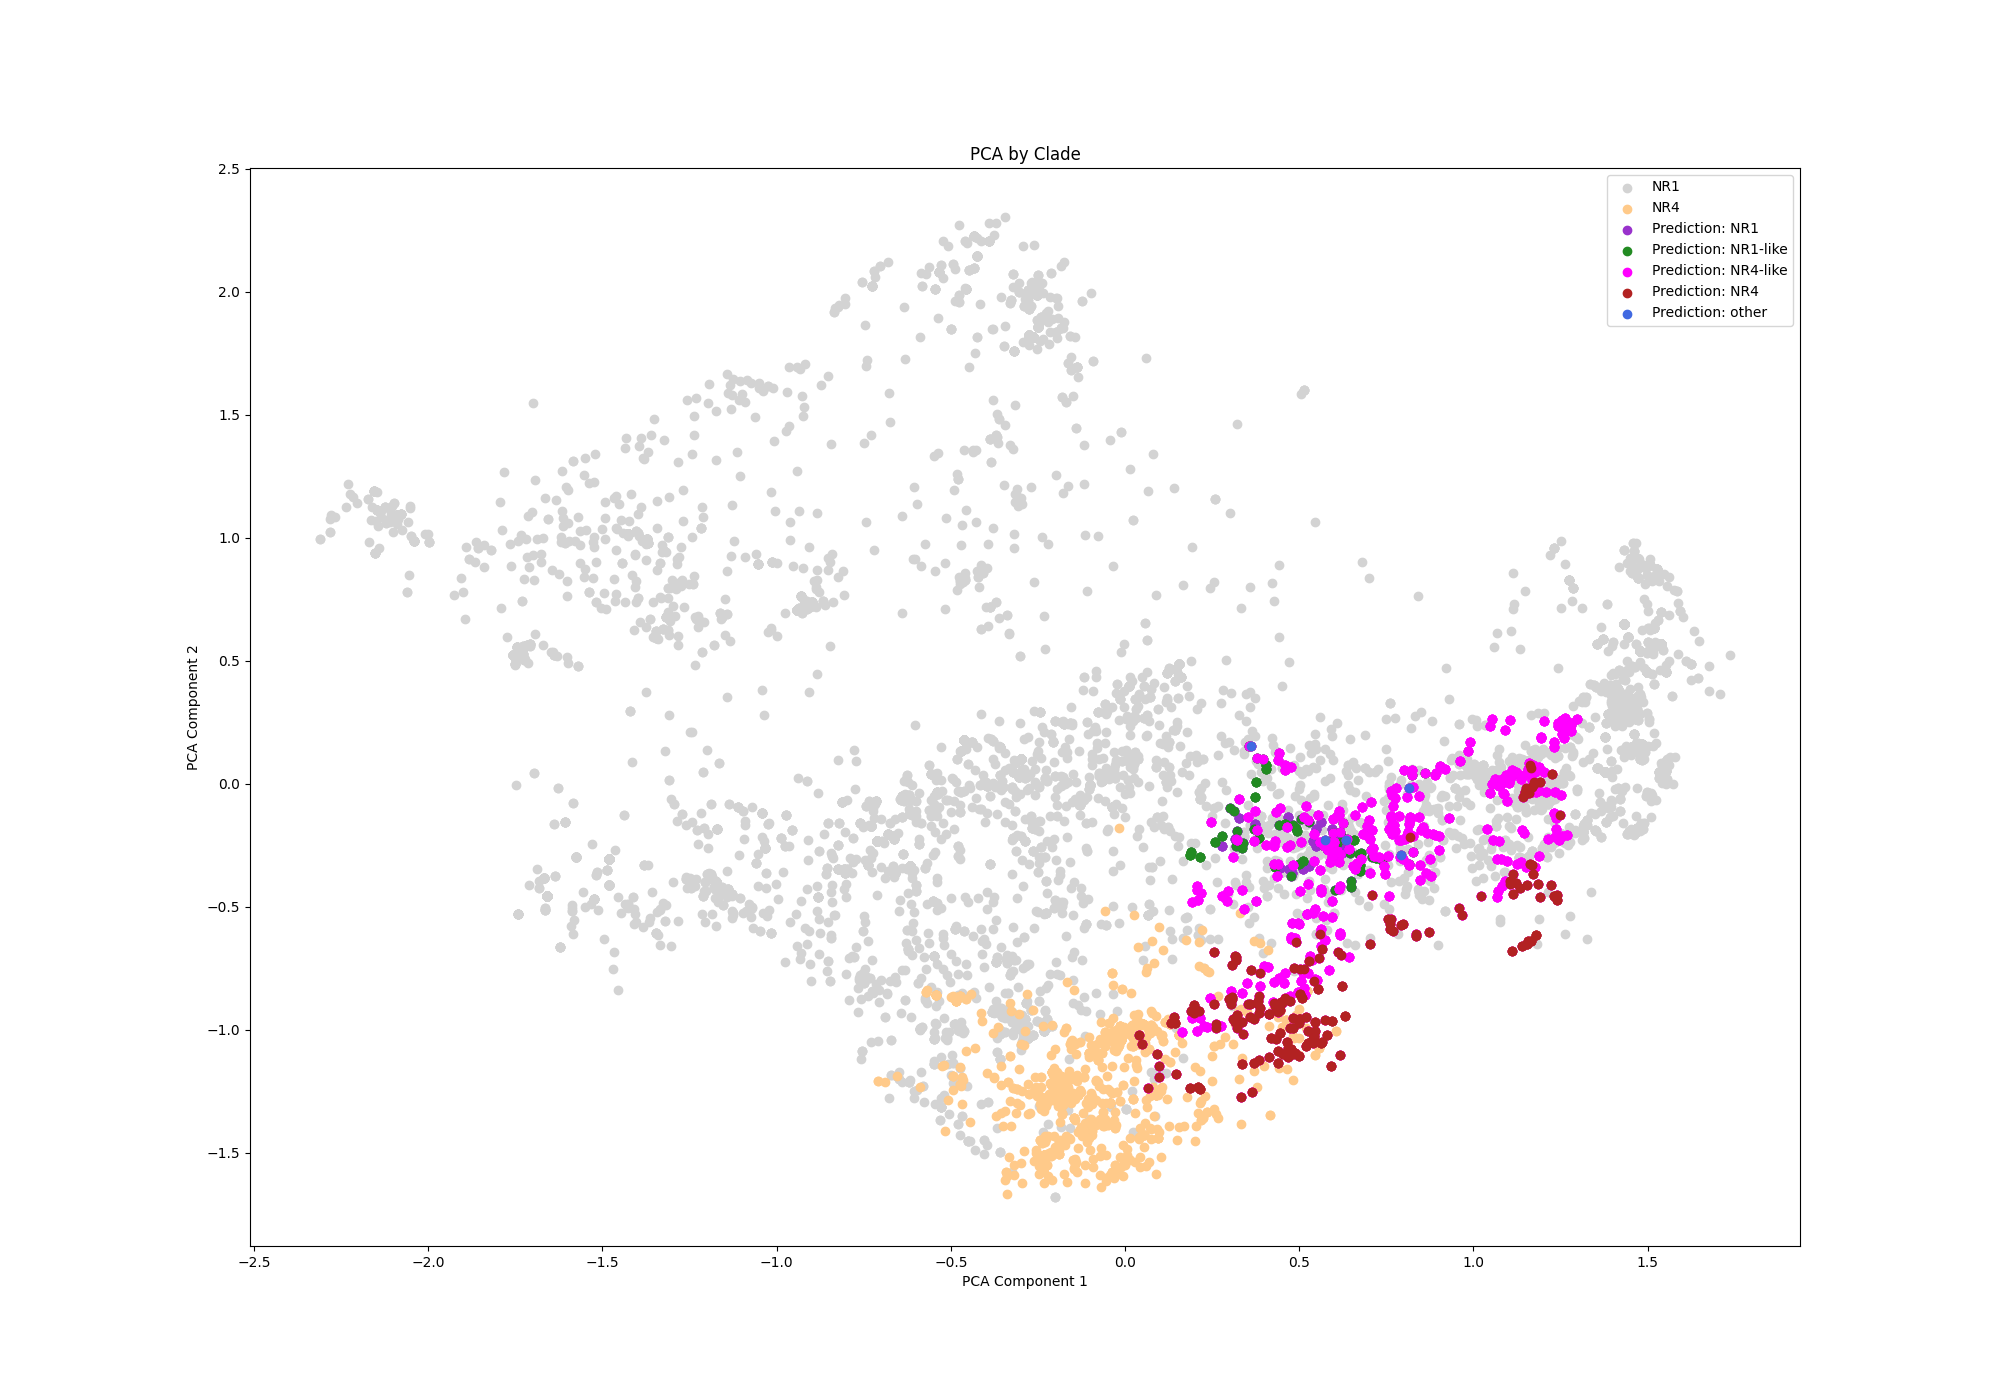 PCA by Clade
2.5
2.0
1.5
1.0
0.5
0.0
−0.5
−1.0
−1.5
PCA Component 2
NR1
NR4
Prediction: NR1
Prediction: NR1-like
Prediction: NR4-like
Prediction: NR4
Prediction: other
−2.5 −2.0 −1.5 −1.0 −0.5 0.0 0.5 1.0 1.5
PCA Component 1